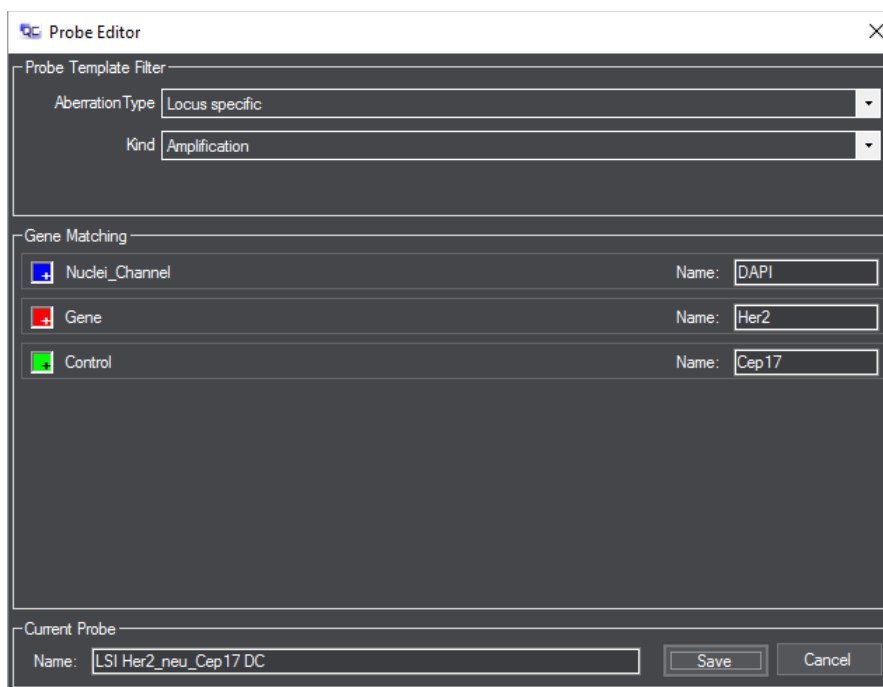 Probe Editor
Probe Template Filter
AberrationType Locus specific
Kind Amplification
Gene Matching
Nuclei_Channel Name: DAPI
Gene Name: Her2
Control Name: Cep17
Current Probe
Name: LSI Her2_neu_Cep17 DC Save Cancel